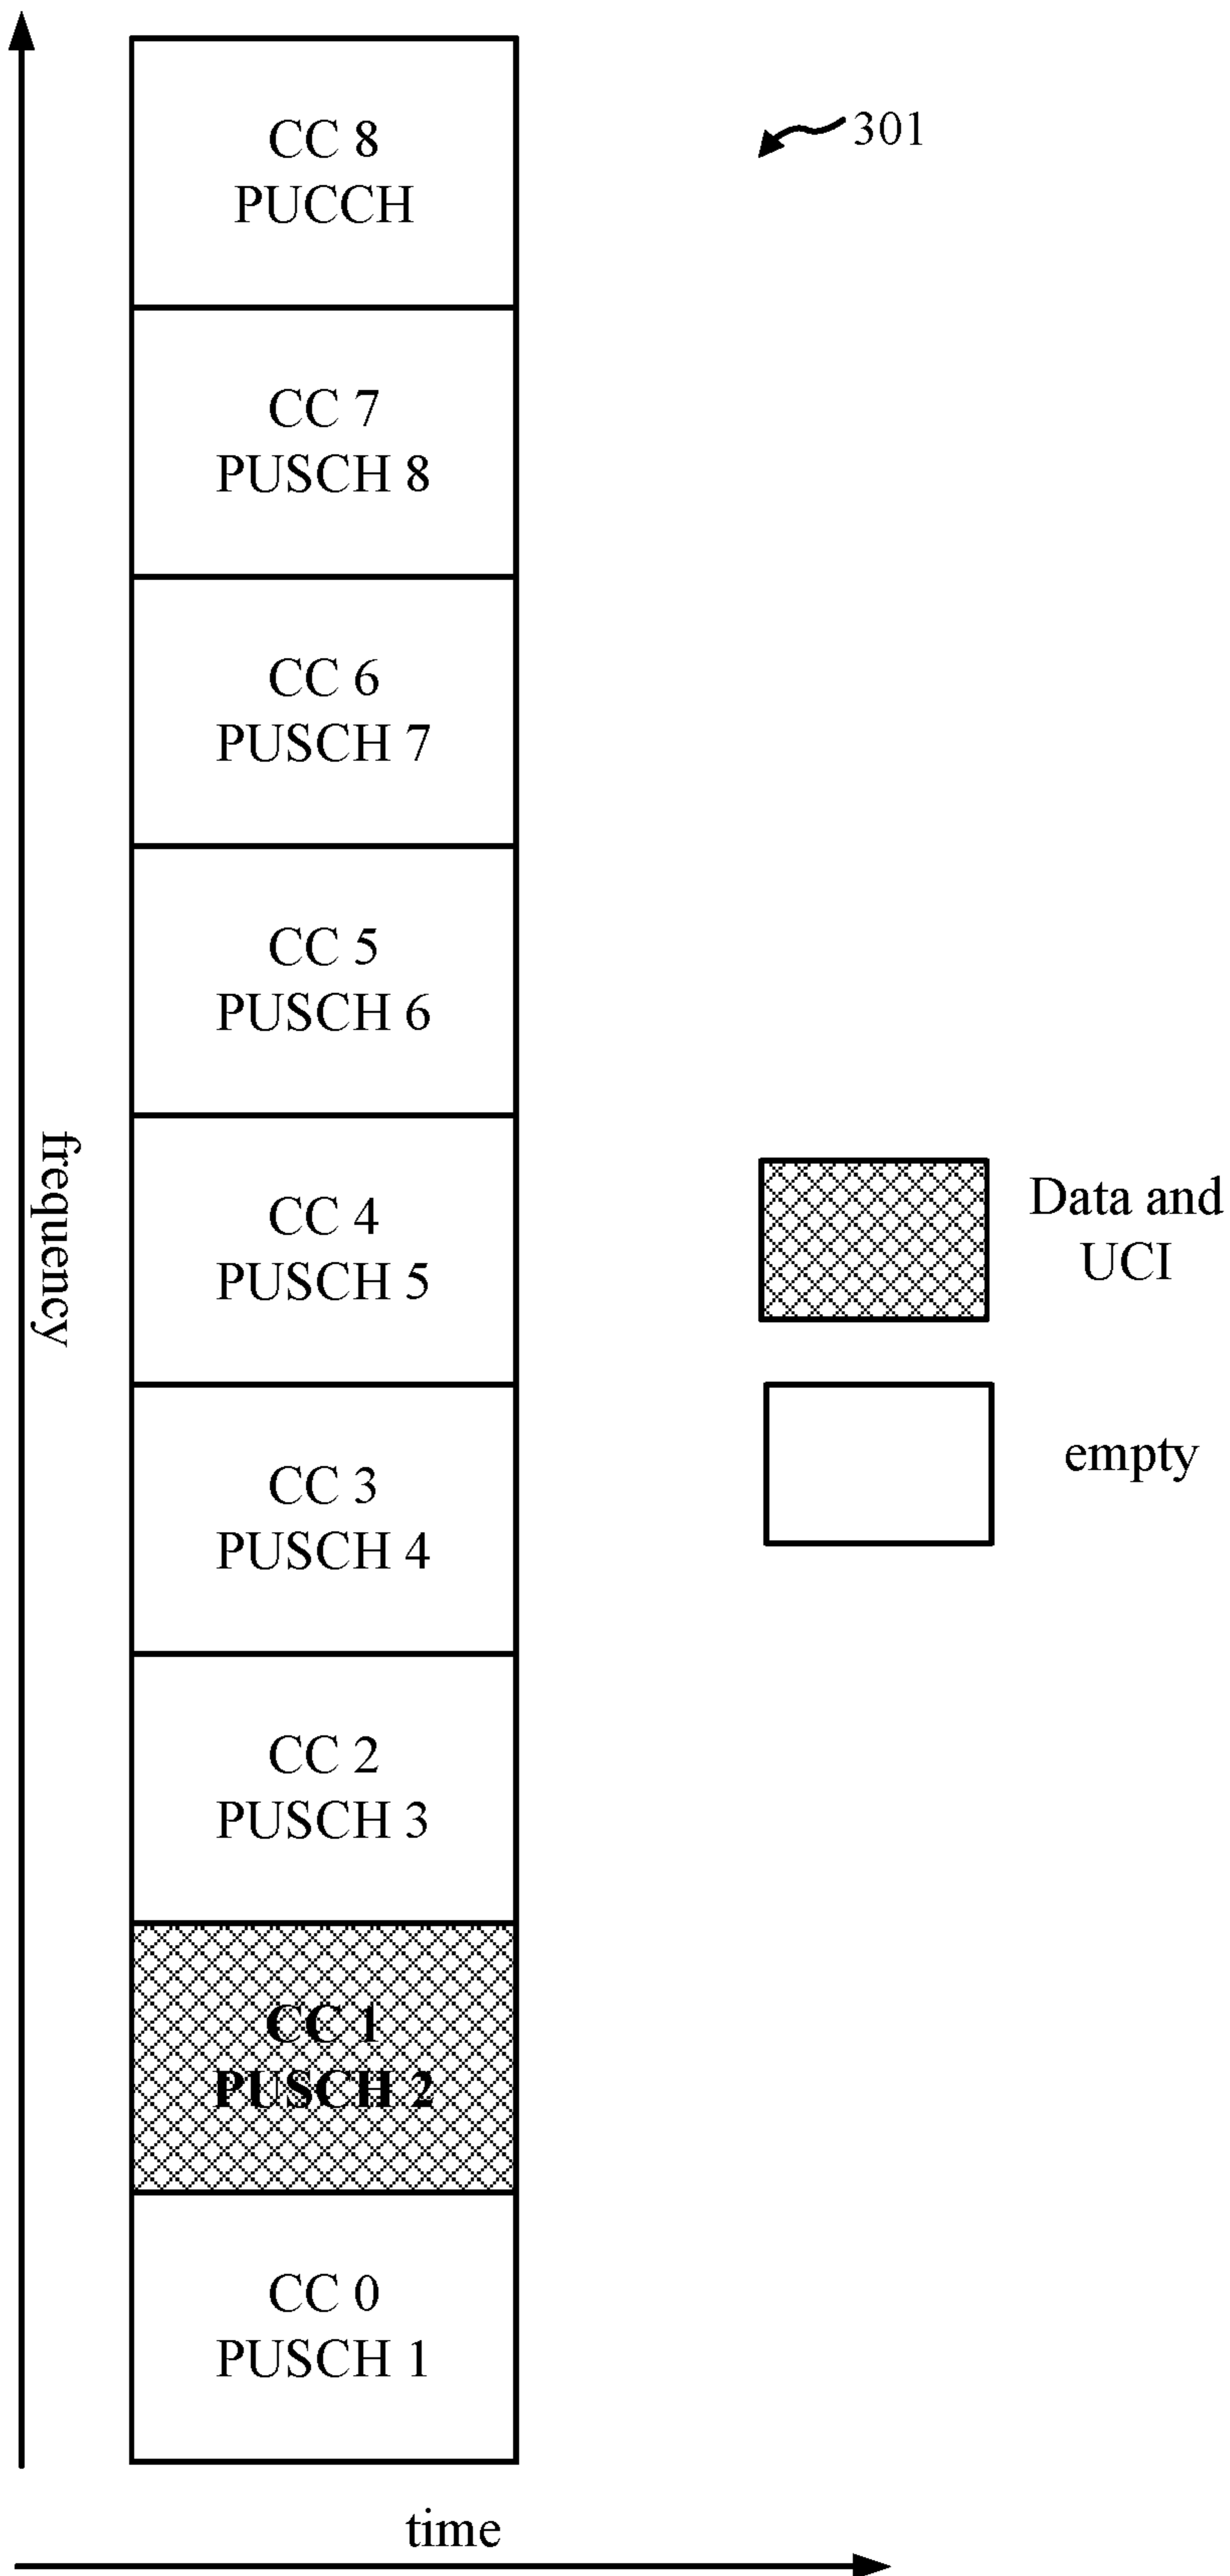 CC 8
PUCCH
301
CC 7
PUSCH 8
CC 6
PUSCH 7
CC 5
PUSCH 6
frequency
CC 4
PUSCH 5
Data and
UCI
CC 3
PUSCH 4
empty
CC 2
PUSCH 3
CC 1
PUSCH 2
CC 0
PUSCH 1
time